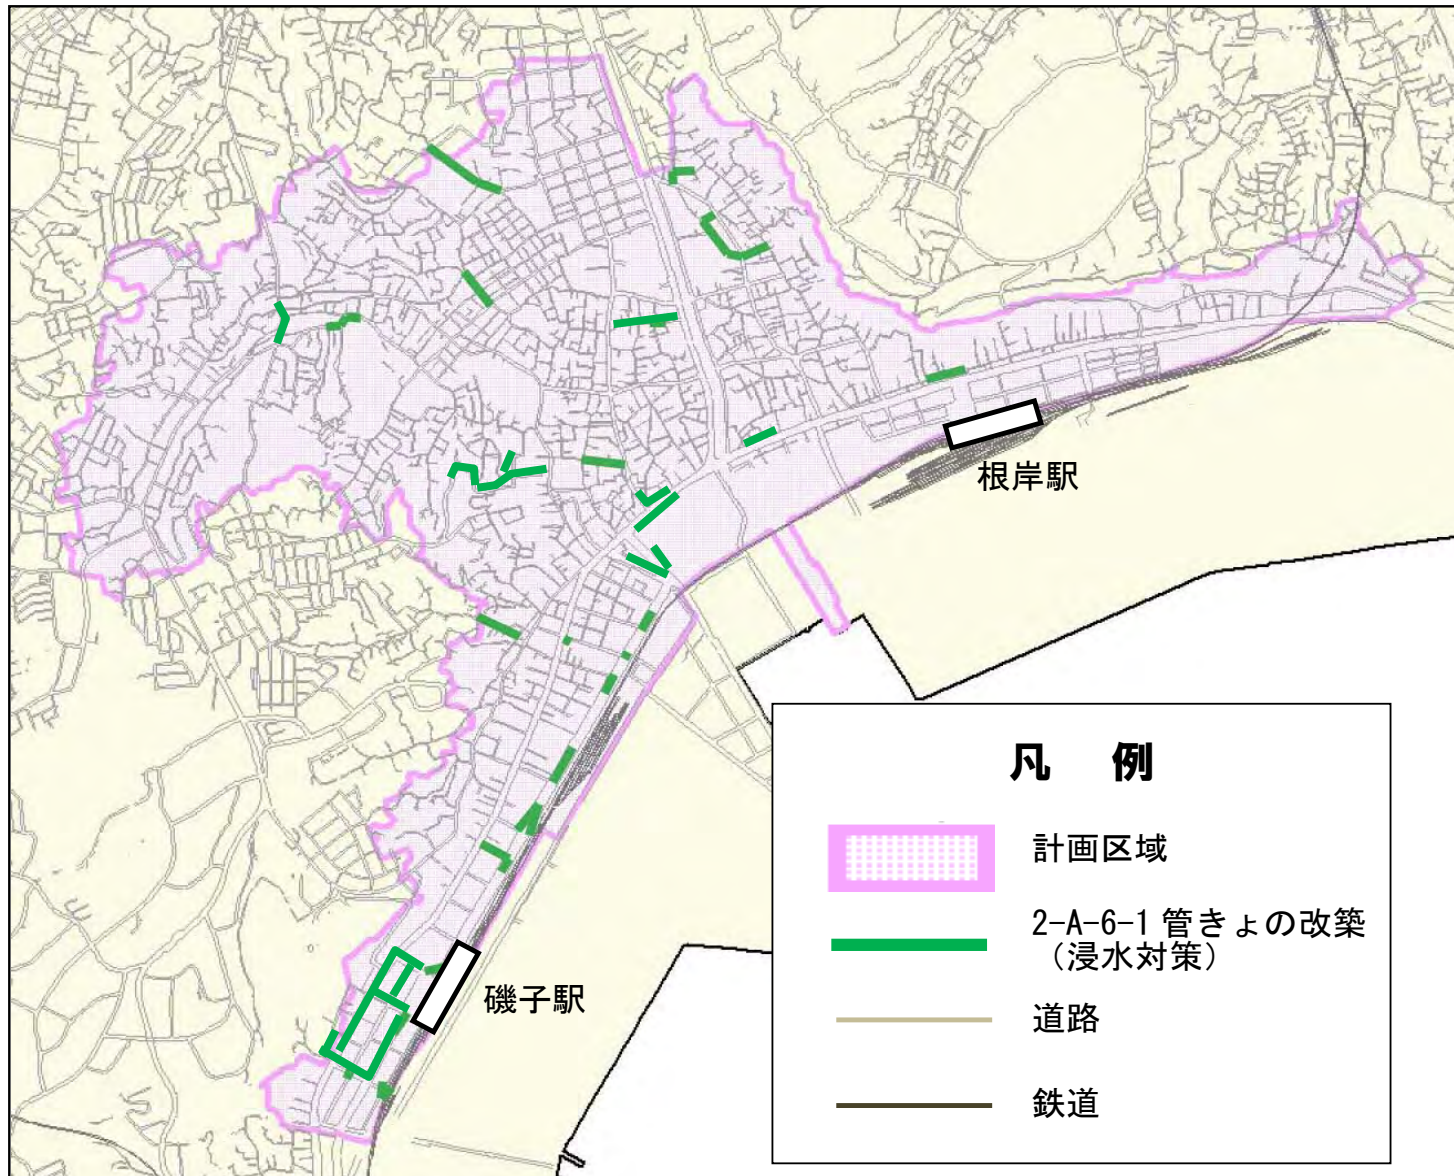 根岸駅
磯子駅
凡 例
計画区域
2-A-6-1 管きょの改築
（浸水対策）
道路
鉄道